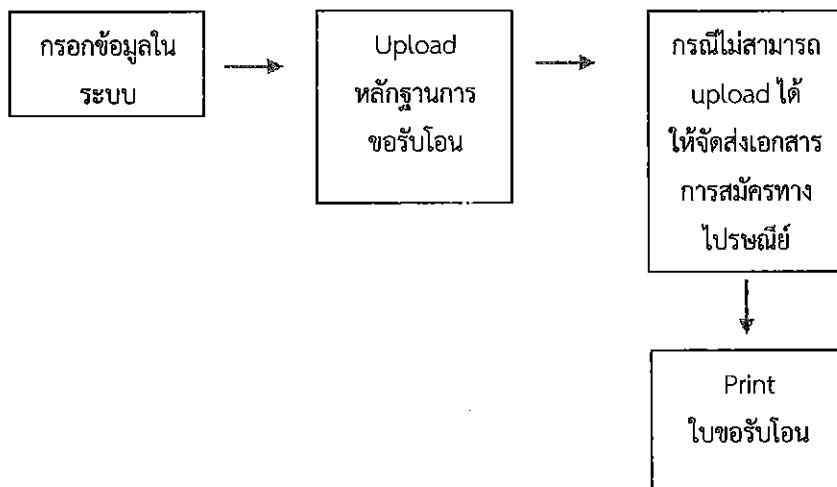 กรอกข้อมูลใน
ระบบ
Upload
หลักฐานการ
ขอรับโอน
กรณีไม่สามารถ
upload ได้
ให้จัดส่งเอกสาร
การสมัครทาง
ไปรษณีย์
Print
ใบขอรับโอน